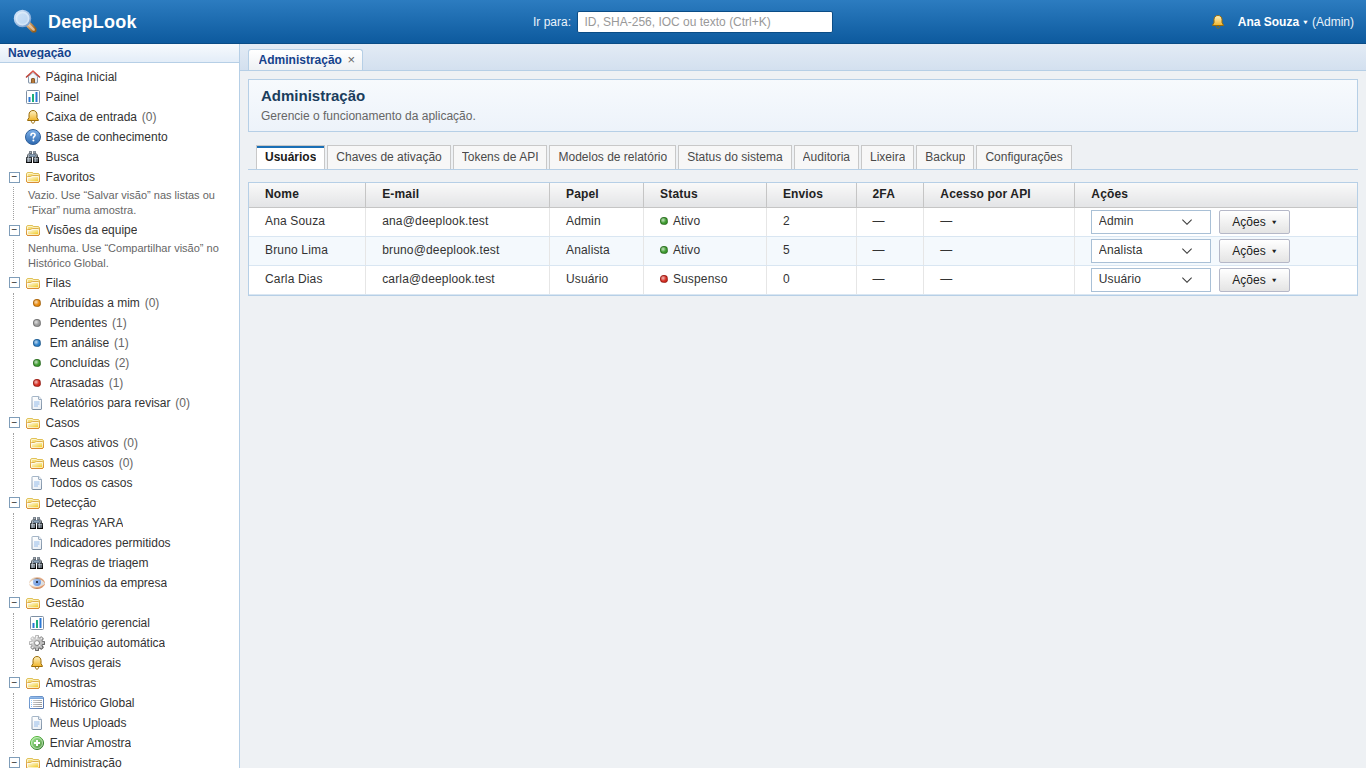 DeepLook
Ir para: ID, SHA-256, IOC ou texto (Ctrl+K)
Ana Souza (Admin)
Navegação
Página Inicial
Painel
Caixa de entrada (0)
Base de conhecimento
Busca
Favoritos
Vazio. Use “Salvar visão” nas listas ou
“Fixar” numa amostra.
Visões da equipe
Nenhuma. Use “Compartilhar visão” no
Histórico Global.
Filas
Atribuídas a mim (0)
Pendentes (1)
Em análise (1)
Concluídas (2)
Atrasadas (1)
Relatórios para revisar (0)
Casos
Casos ativos (0)
Meus casos (0)
Todos os casos
Detecção
Regras YARA
Indicadores permitidos
Regras de triagem
Domínios da empresa
Gestão
Relatório gerencial
Atribuição automática
Avisos gerais
Amostras
Histórico Global
Meus Uploads
Enviar Amostra
Administração
Administração ×
Administração
Gerencie o funcionamento da aplicação.
Usuários Chaves de ativação Tokens de API Modelos de relatório Status do sistema Auditoria Lixeira Backup Configurações
Nome E-mail Papel Status Envios 2FA Acesso por API Ações
Ana Souza ana@deeplook.test Admin Ativo 2 — — Admin Ações
Bruno Lima bruno@deeplook.test Analista Ativo 5 — — Analista Ações
Carla Dias carla@deeplook.test Usuário Suspenso 0 — — Usuário Ações